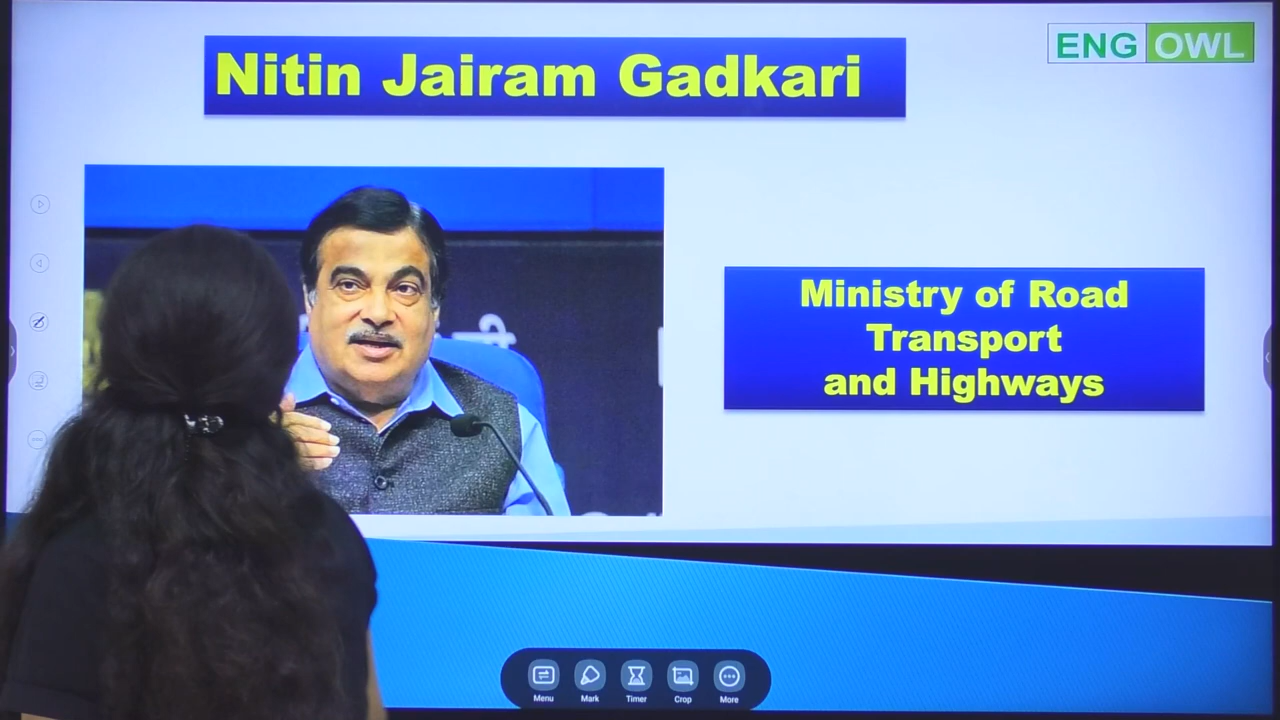 Nitin Jairam Gadkari
ENG OWL
Ministry of Road
Transport
and Highways
Menu
Mark
Timer
Crop
More